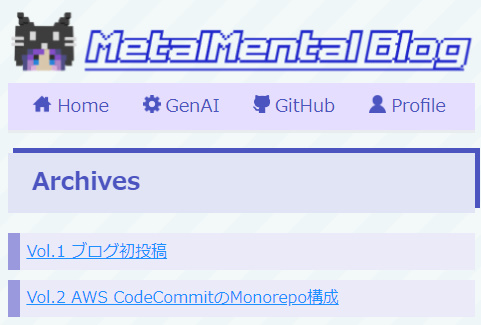 MetalMental Blog
Home GenAI GitHub Profile
Archives
Vol.1 ブログ初投稿
Vol.2 AWS CodeCommitのMonorepo構成